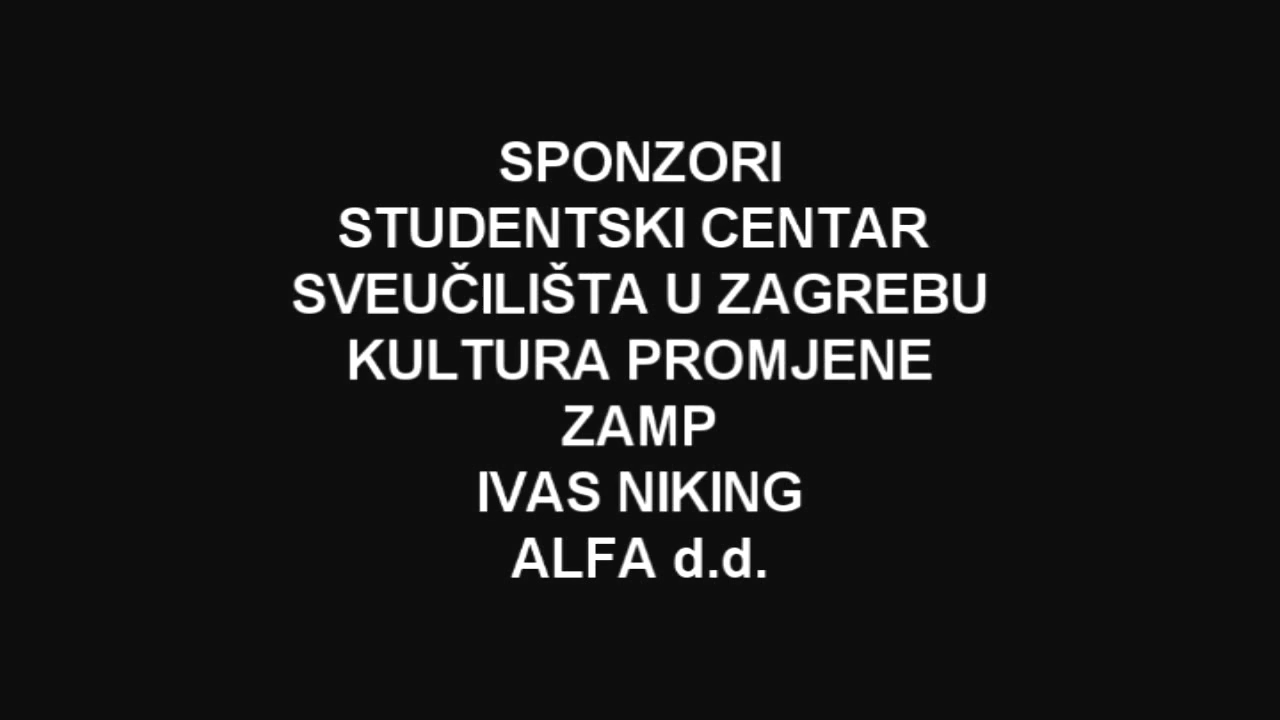 SPONZORI
STUDENTSKI CENTAR
SVEUČILIŠTA U ZAGREBU
KULTURA PROMJENE
ZAMP
IVAS NIKING
ALFA d.d.